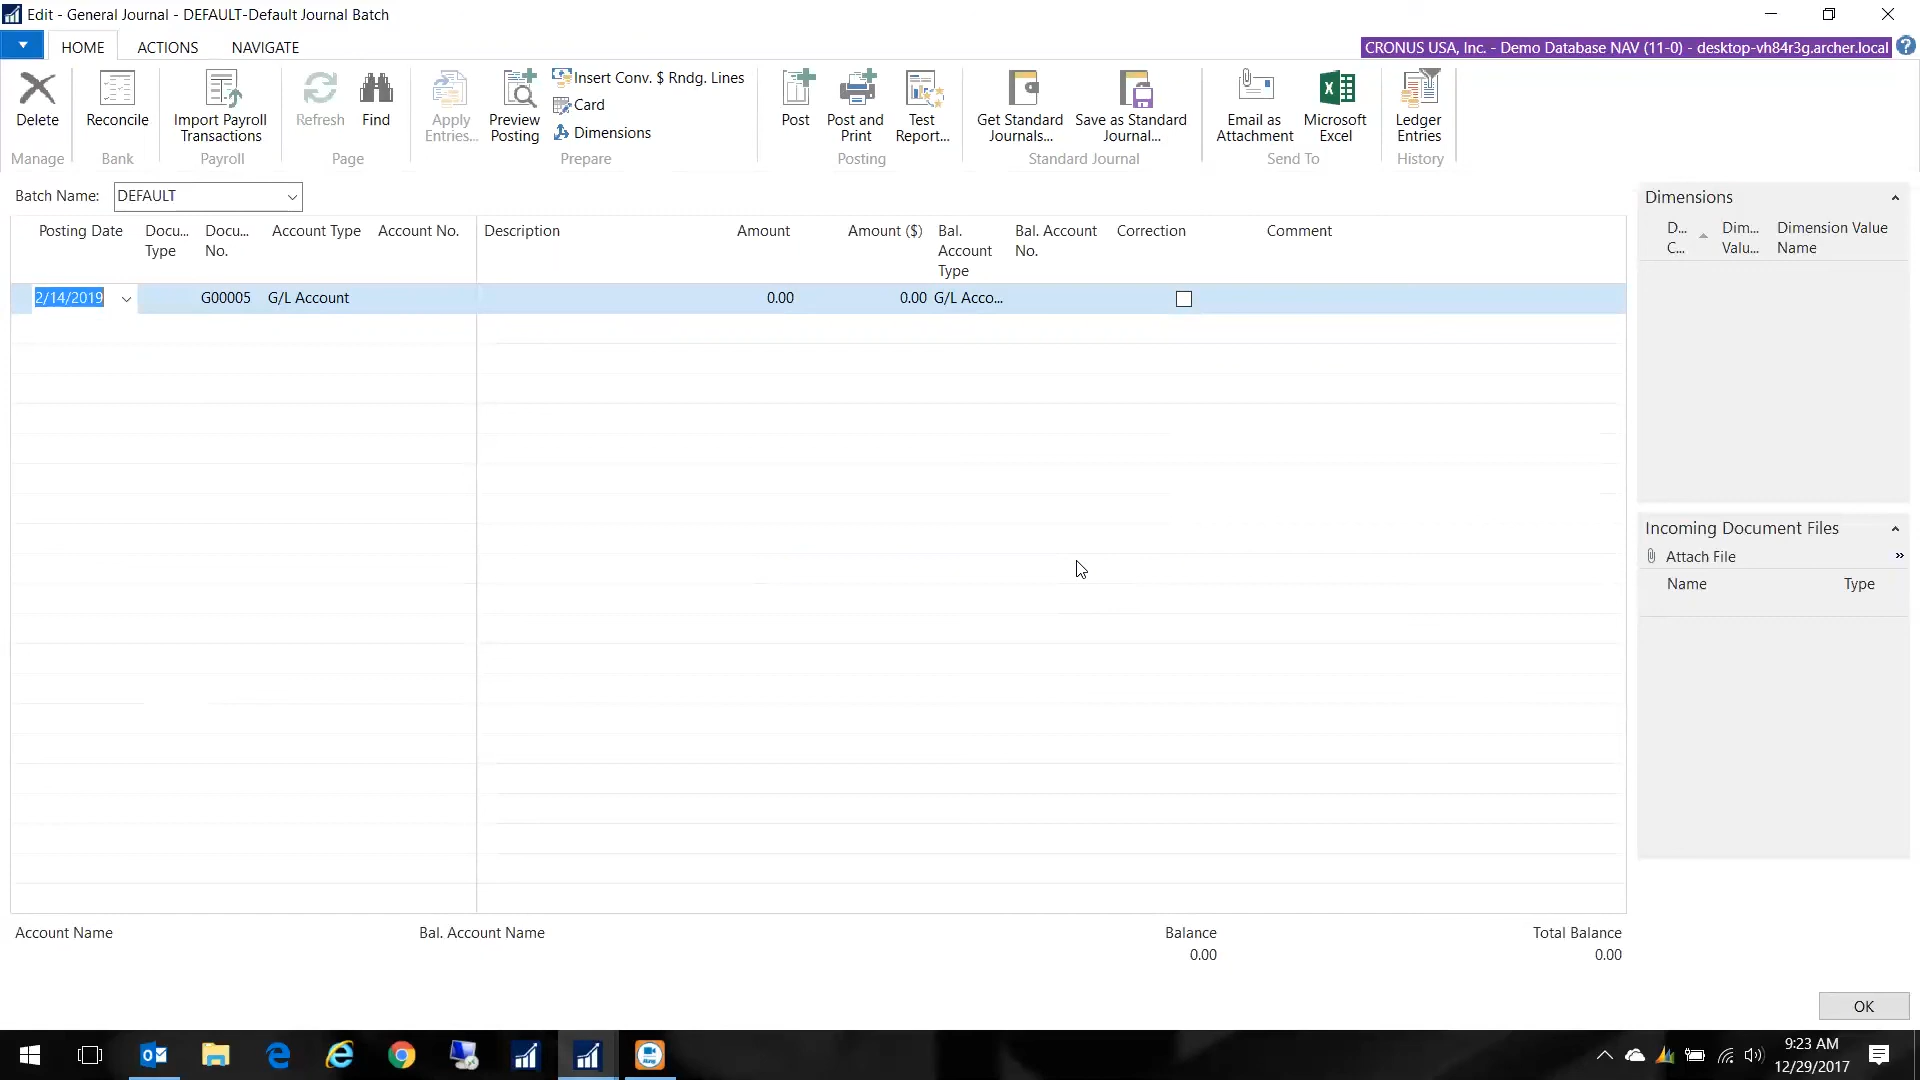 Edit - General Journal - DEFAULT-Default Journal Batch
HOME ACTIONS NAVIGATE
CRONUS USA, Inc. - Demo Database NAV (11-0) - desktop-vh84r3g.archer.local
Insert Conv. $ Rndg. Lines
Card
Dimensions
Delete Reconcile Import Payroll Refresh Find Apply Preview Post Post and Test Get Standard Save as Standard Email as Microsoft Ledger
Transactions Entries... Posting Print Report... Journals... Journal... Attachment Excel Entries
Manage Bank Payroll Page Prepare Posting Standard Journal Send To History
Batch Name: DEFAULT
Posting Date Docu... Docu... Account Type Account No. Description Amount Amount ($) Bal. Bal. Account Correction Comment
Type No. Account No.
Type
2/14/2019 G00005 G/L Account 0.00 0.00 G/L Acco...
Dimensions
D... Dim... Dimension Value
C... Valu... Name
Incoming Document Files
Attach File »
Name Type
Account Name Bal. Account Name Balance Total Balance
0.00 0.00
OK
9:23 AM
12/29/2017